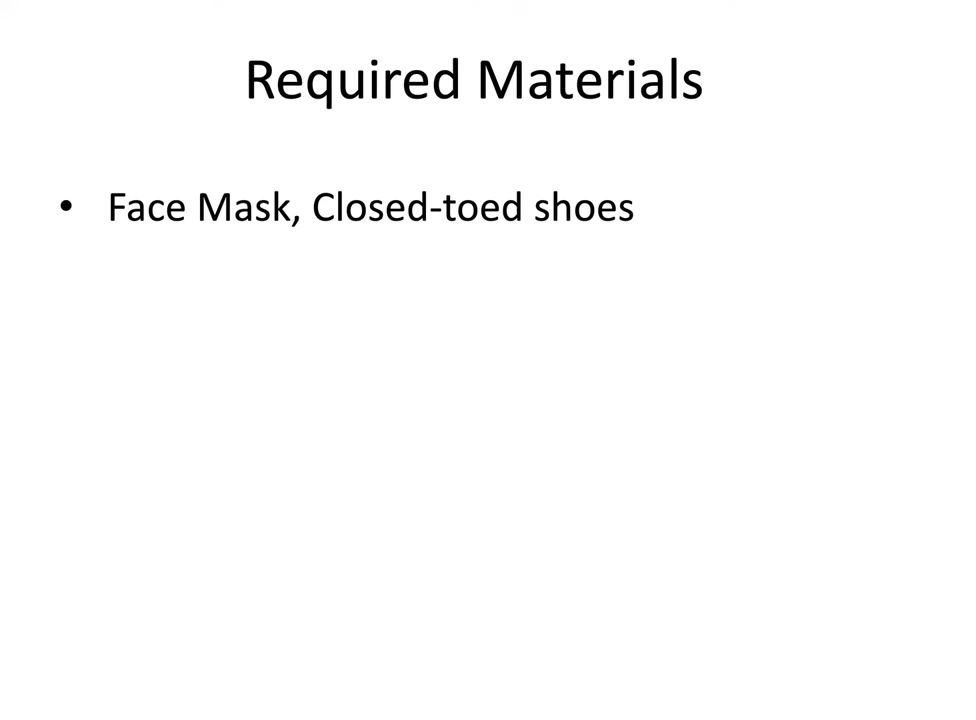 Required Materials
• Face Mask, Closed-toed shoes